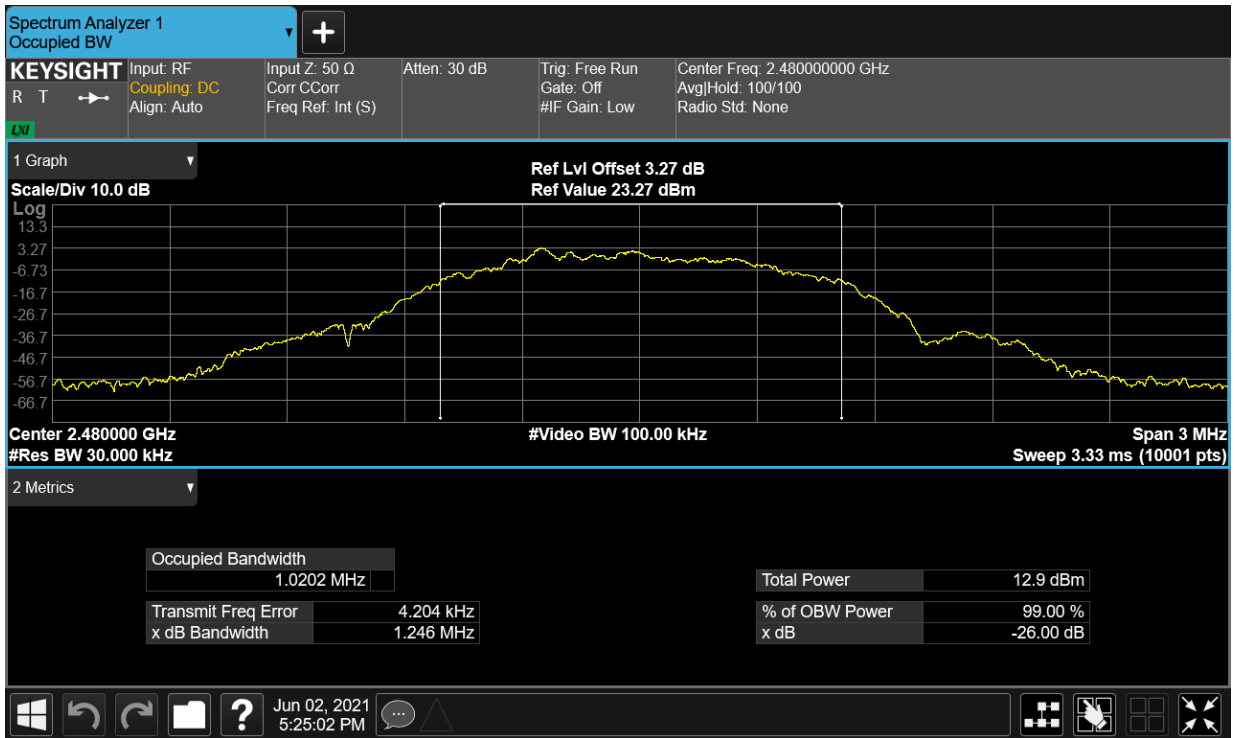 Spectrum Analyzer 1
Occupied BW
KEYSIGHT
R T
LXI
Input: RF
Coupling: DC
Align: Auto
Input Z: 50 Ω
Corr CCorr
Freq Ref: Int (S)
Atten: 30 dB
Trig: Free Run
Gate: Off
#IF Gain: Low
Center Freq: 2.480000000 GHz
Avg|Hold: 100/100
Radio Std: None
1 Graph
Scale/Div 10.0 dB
Ref Lvl Offset 3.27 dB
Ref Value 23.27 dBm
Log
13.3
3.27
-6.73
-16.7
-26.7
-36.7
-46.7
-56.7
-66.7
Center 2.480000 GHz
#Res BW 30.000 kHz
#Video BW 100.00 kHz
Span 3 MHz
Sweep 3.33 ms (10001 pts)
2 Metrics
Occupied Bandwidth
1.0202 MHz
Transmit Freq Error 4.204 kHz
x dB Bandwidth 1.246 MHz
Total Power 12.9 dBm
% of OBW Power 99.00 %
x dB -26.00 dB
?
Jun 02, 2021
5:25:02 PM